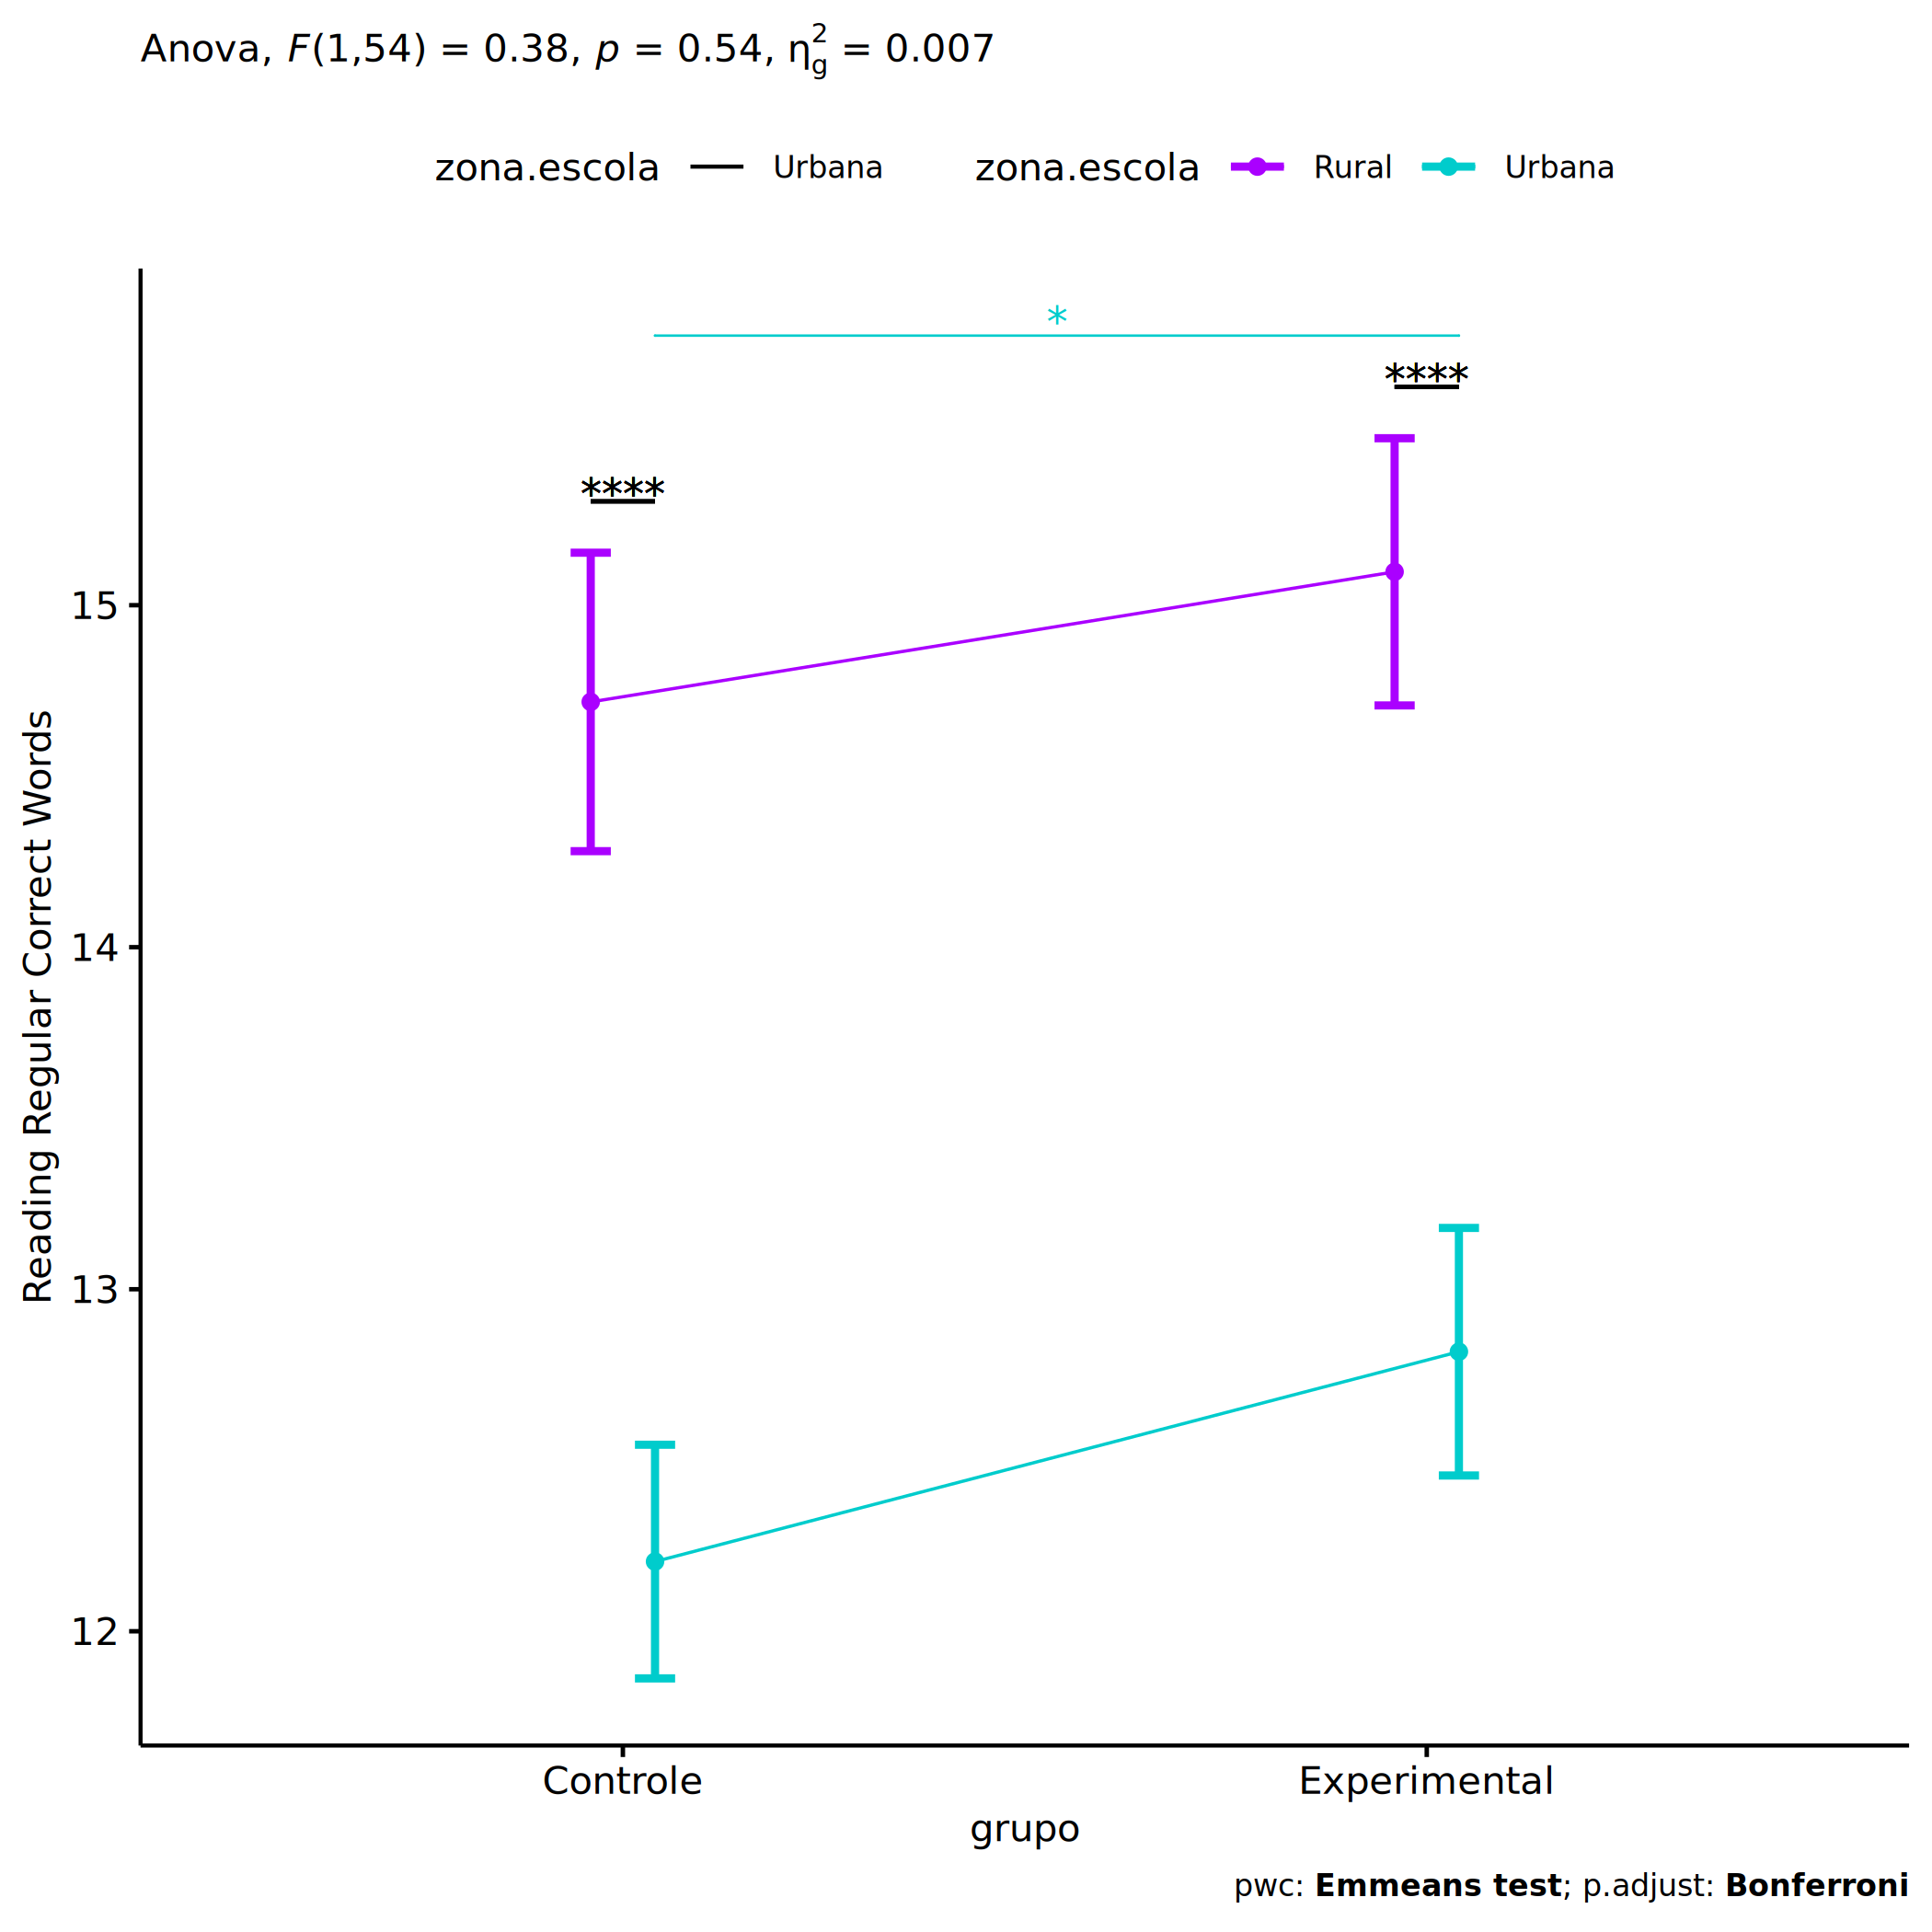 Anova, F(1,54) = 0.38, p = 0.54, η²g = 0.007
zona.escola Urbana zona.escola Rural Urbana
*
****
****
15
14
13
12
Reading Regular Correct Words
Controle Experimental
grupo
pwc: Emmeans test; p.adjust: Bonferroni